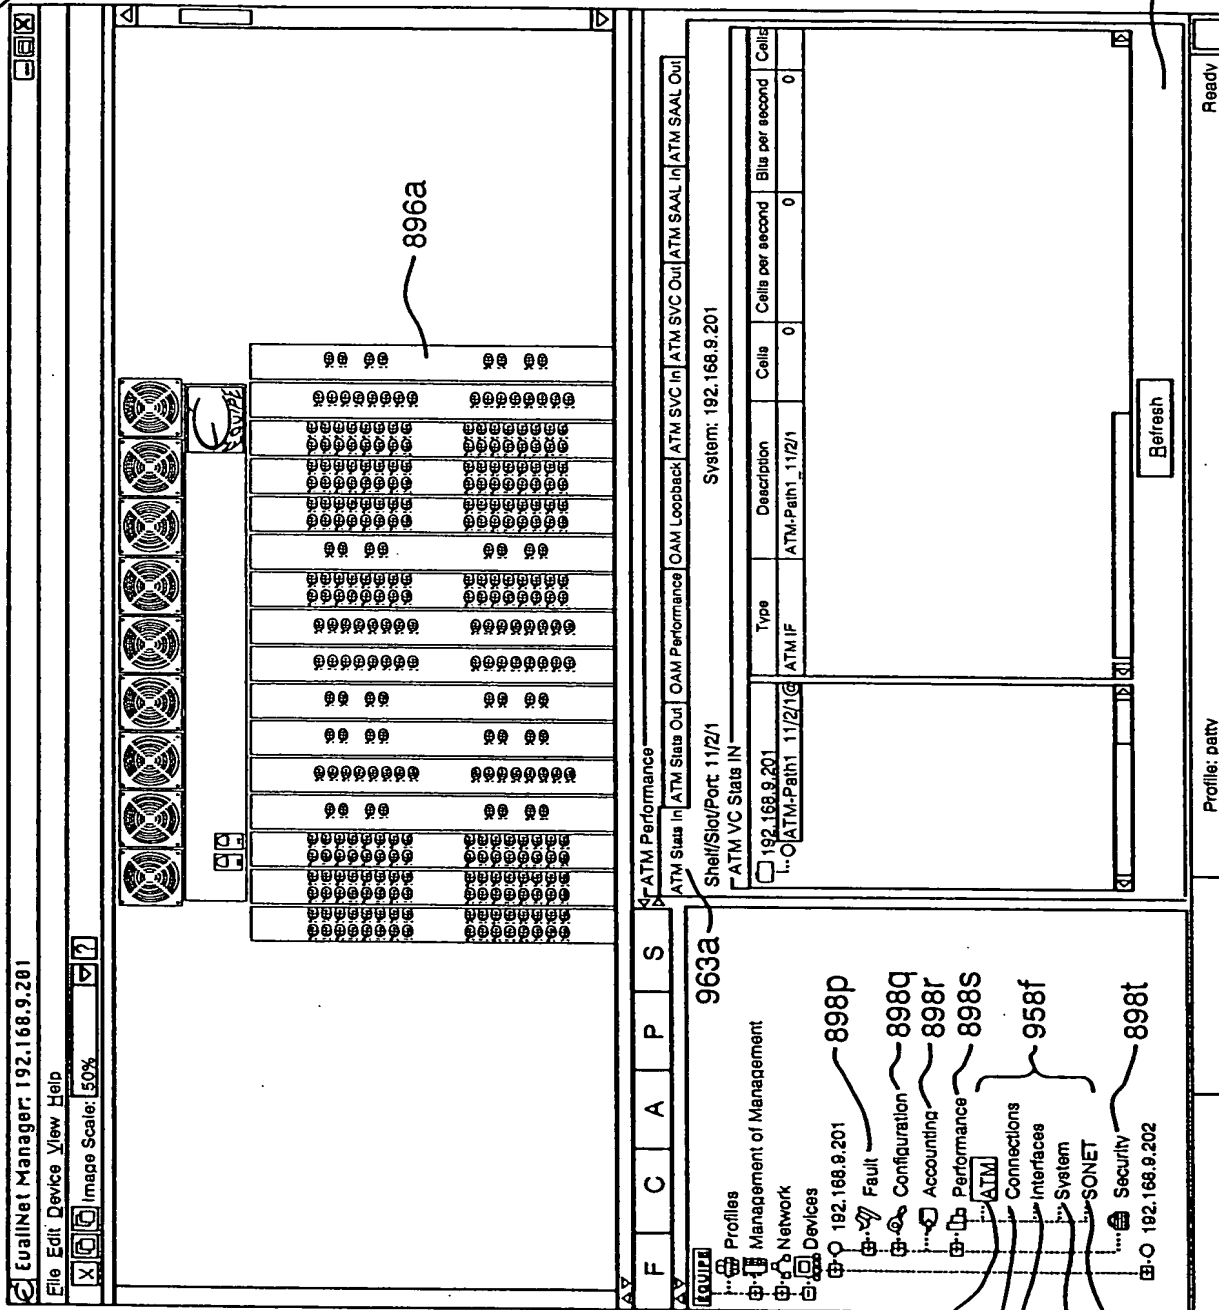 EualiNet Manager: 192.168.9.201
File Edit Device View Help
Image Scale: 50%
?
EQUIPE
896a
F C A P S
EQUIPE
Profiles
Management of Management
Network
Devices
192.168.9.201
Fault
Configuration
Accounting
Performance
ATM
Connections
Interfaces
System
SONET
Security
192.168.9.202
898p
898q
898r
898s
958f
898t
963a
ATM Performance
ATM Stats In ATM Stats Out OAM Performance OAM Loopback ATM SVC In ATM SVC Out ATM SAAL In ATM SAAL Out
Shelf/Slot/Port: 11/2/1 System: 192.168.9.201
ATM VC Stats IN
192.168.9.201
ATM-Path1 11/2/1@
Type Description Cells Cells per second Bits per second Cells
ATM IF ATM-Path1_11/2/1 0 0 0
Refresh
Profile: patty Ready